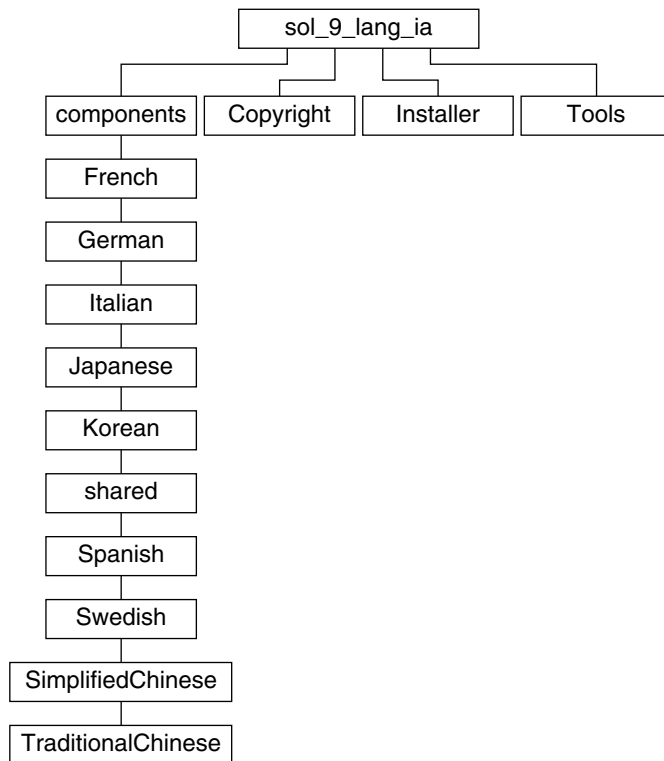 sol_9_lang_ia
components
Copyright
Installer
Tools
French
German
Italian
Japanese
Korean
shared
Spanish
Swedish
SimplifiedChinese
TraditionalChinese